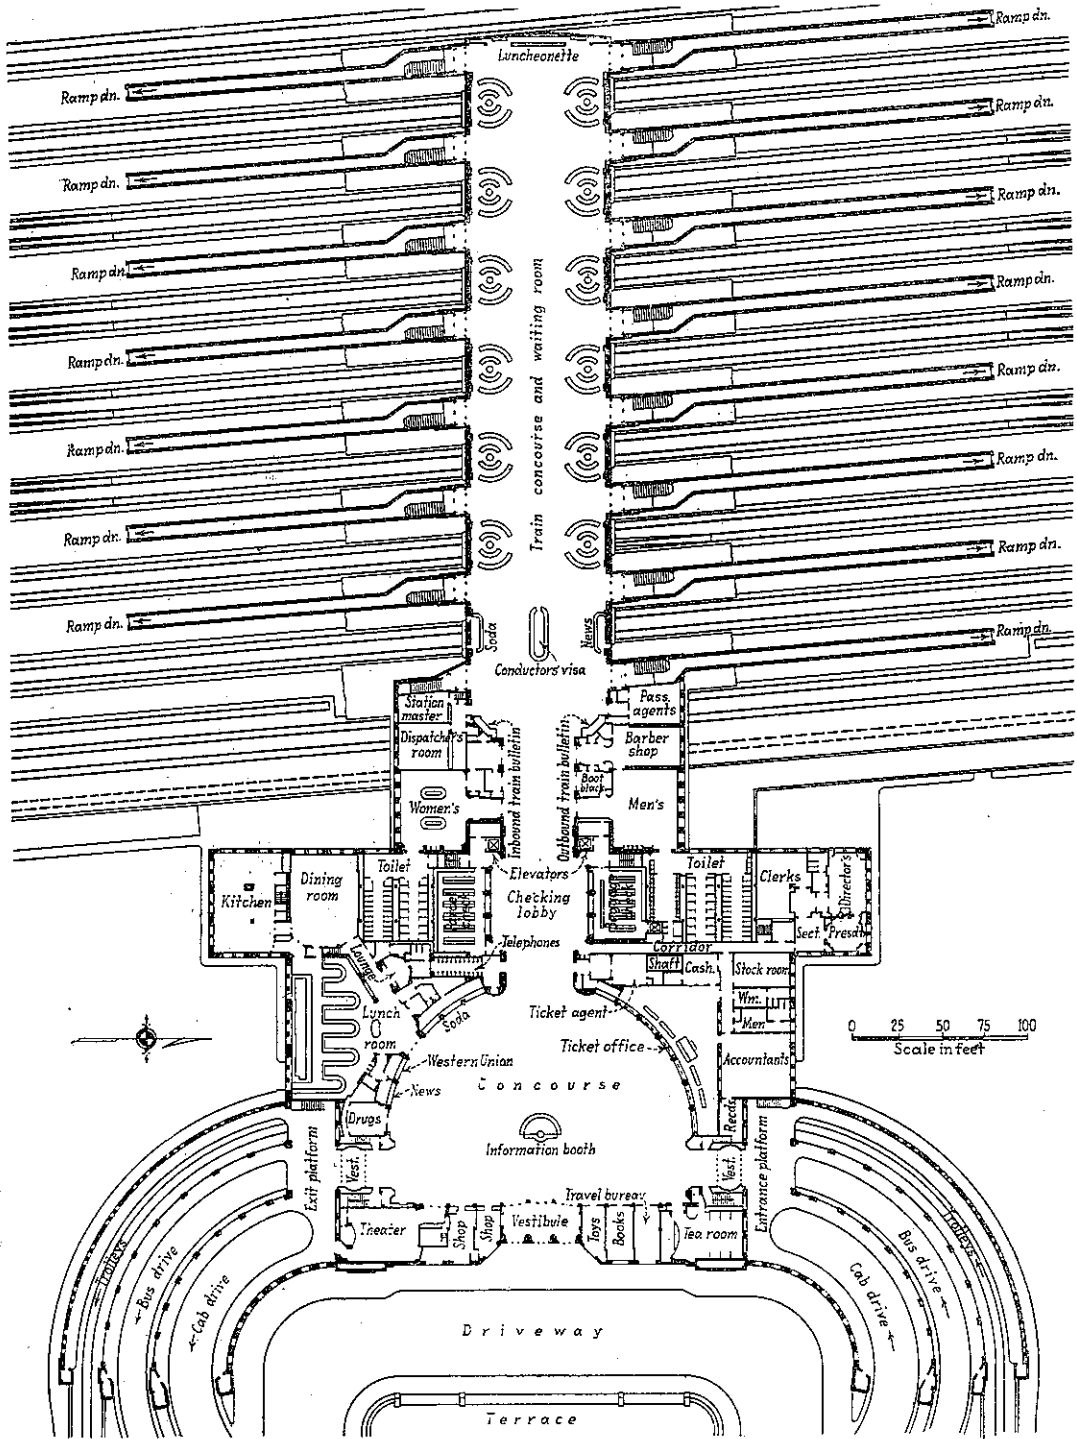 Ramp dn.
Luncheonette
Ramp dn.
Ramp dn.
Ramp dn.
Ramp dn.
Ramp dn.
Ramp dn.
Ramp dn.
Ramp dn.
Ramp dn.
Ramp dn.
Ramp dn.
Ramp dn.
Ramp dn.
Ramp dn.
Train concourse and waiting room
Soda
News
Conductors' visa
Station
master
Pass.
agents
Dispatcher's
room
Barber
shop
Inbound train bulletin
Outbound train bulletin
Boot
black
Women's
Men's
Elevators
Checking
lobby
Kitchen
Dining
room
Toilet
Toilet
Clerks
Director's
Sect.
Telephones
Corridor
Lounge
Shaft
Cash.
Stock room
Wm.
Men
Ticket agent
Soda
Lunch
room
Ticket office
Accountants
0 25 50 75 100
Scale in feet
Western Union
News
Concourse
Drugs
Recds.
Information booth
Exit platform
Vest.
Vest.
Entrance platform
Travel bureau
Theater
Shop
Shop
Vestibule
Toys
Books
Tea room
Trolleys
Bus drive
Cab drive
Cab drive
Bus drive
Trolleys
Driveway
Terrace